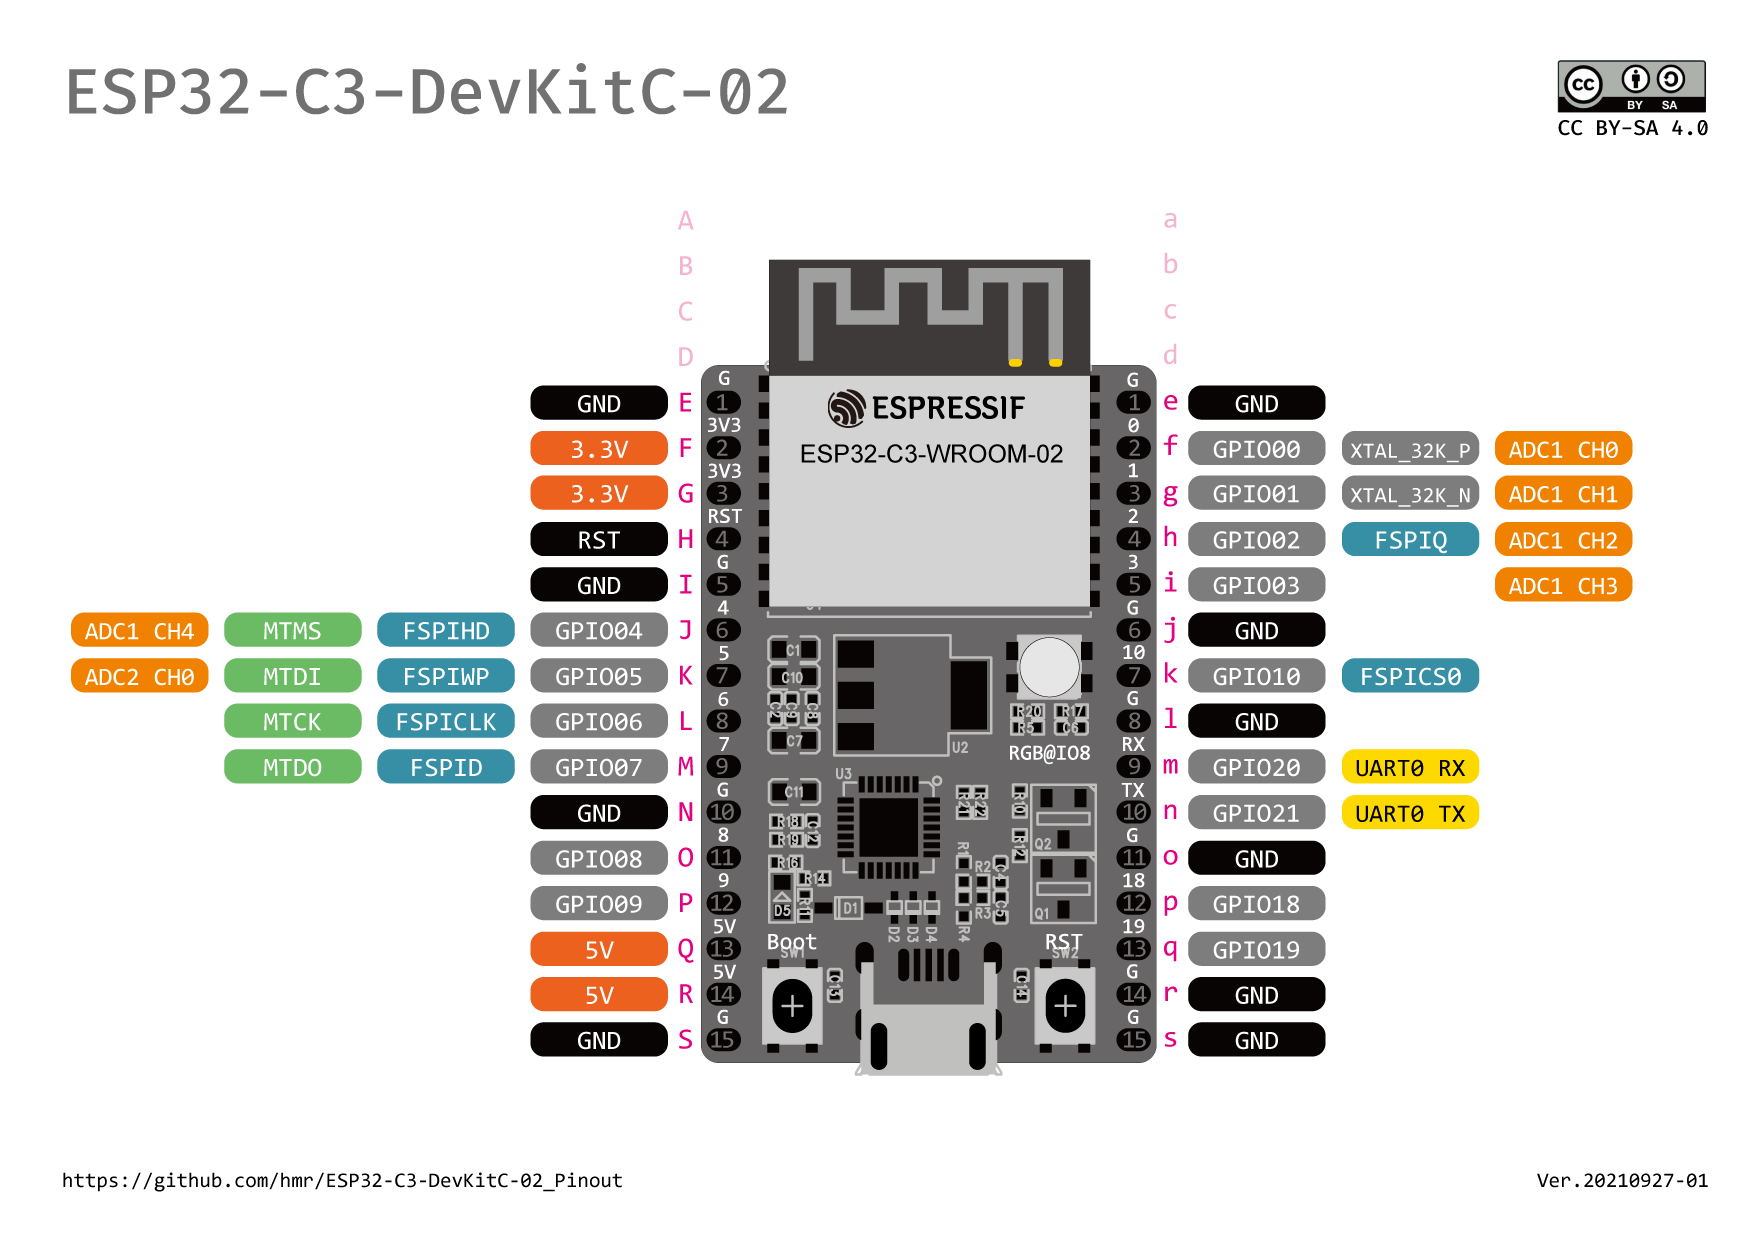 ESP32-C3-DevKitC-02
cc BY SA
CC BY-SA 4.0
A a
B b
C c
D d
G G
GND E 1 ESPRESSIF 1 e GND
3V3 0
3.3V F 2 ESP32-C3-WROOM-02 2 f GPIO00 XTAL_32K_P ADC1 CH0
3V3 1
3.3V G 3 3 g GPIO01 XTAL_32K_N ADC1 CH1
RST 2
RST H 4 4 h GPIO02 FSPIQ ADC1 CH2
G 3
GND I 5 5 i GPIO03 ADC1 CH3
4 G
ADC1 CH4 MTMS FSPIHD GPIO04 J 6 6 j GND
5 C1 10
ADC2 CH0 MTDI FSPIWP GPIO05 K 7 C10 7 k GPIO10 FSPICS0
6 G
C2 C9 C8 R20 R17
MTCK FSPICLK GPIO06 L 8 R5 C6 8 l GND
7 C7 U2 RGB@IO8 RX
MTDO FSPID GPIO07 M 9 U3 9 m GPIO20 UART0 RX
G C11 TX
R21 R22 R10
GND N 10 R18 C12 10 n GPIO21 UART0 TX
8 R19 R12 Q2 G
GPIO08 O 11 R16 R1 11 o GND
9 R14 R2 C4 18
GPIO09 P 12 D5 R11 D1 R3 C5 Q1 12 p GPIO18
5V D2 D3 D4 R4 19
Boot RST
5V Q 13 SW1 SW2 13 q GPIO19
5V C13 C14 G
5V R 14 14 r GND
G G
GND S 15 15 s GND
https://github.com/hmr/ESP32-C3-DevKitC-02_Pinout Ver.20210927-01